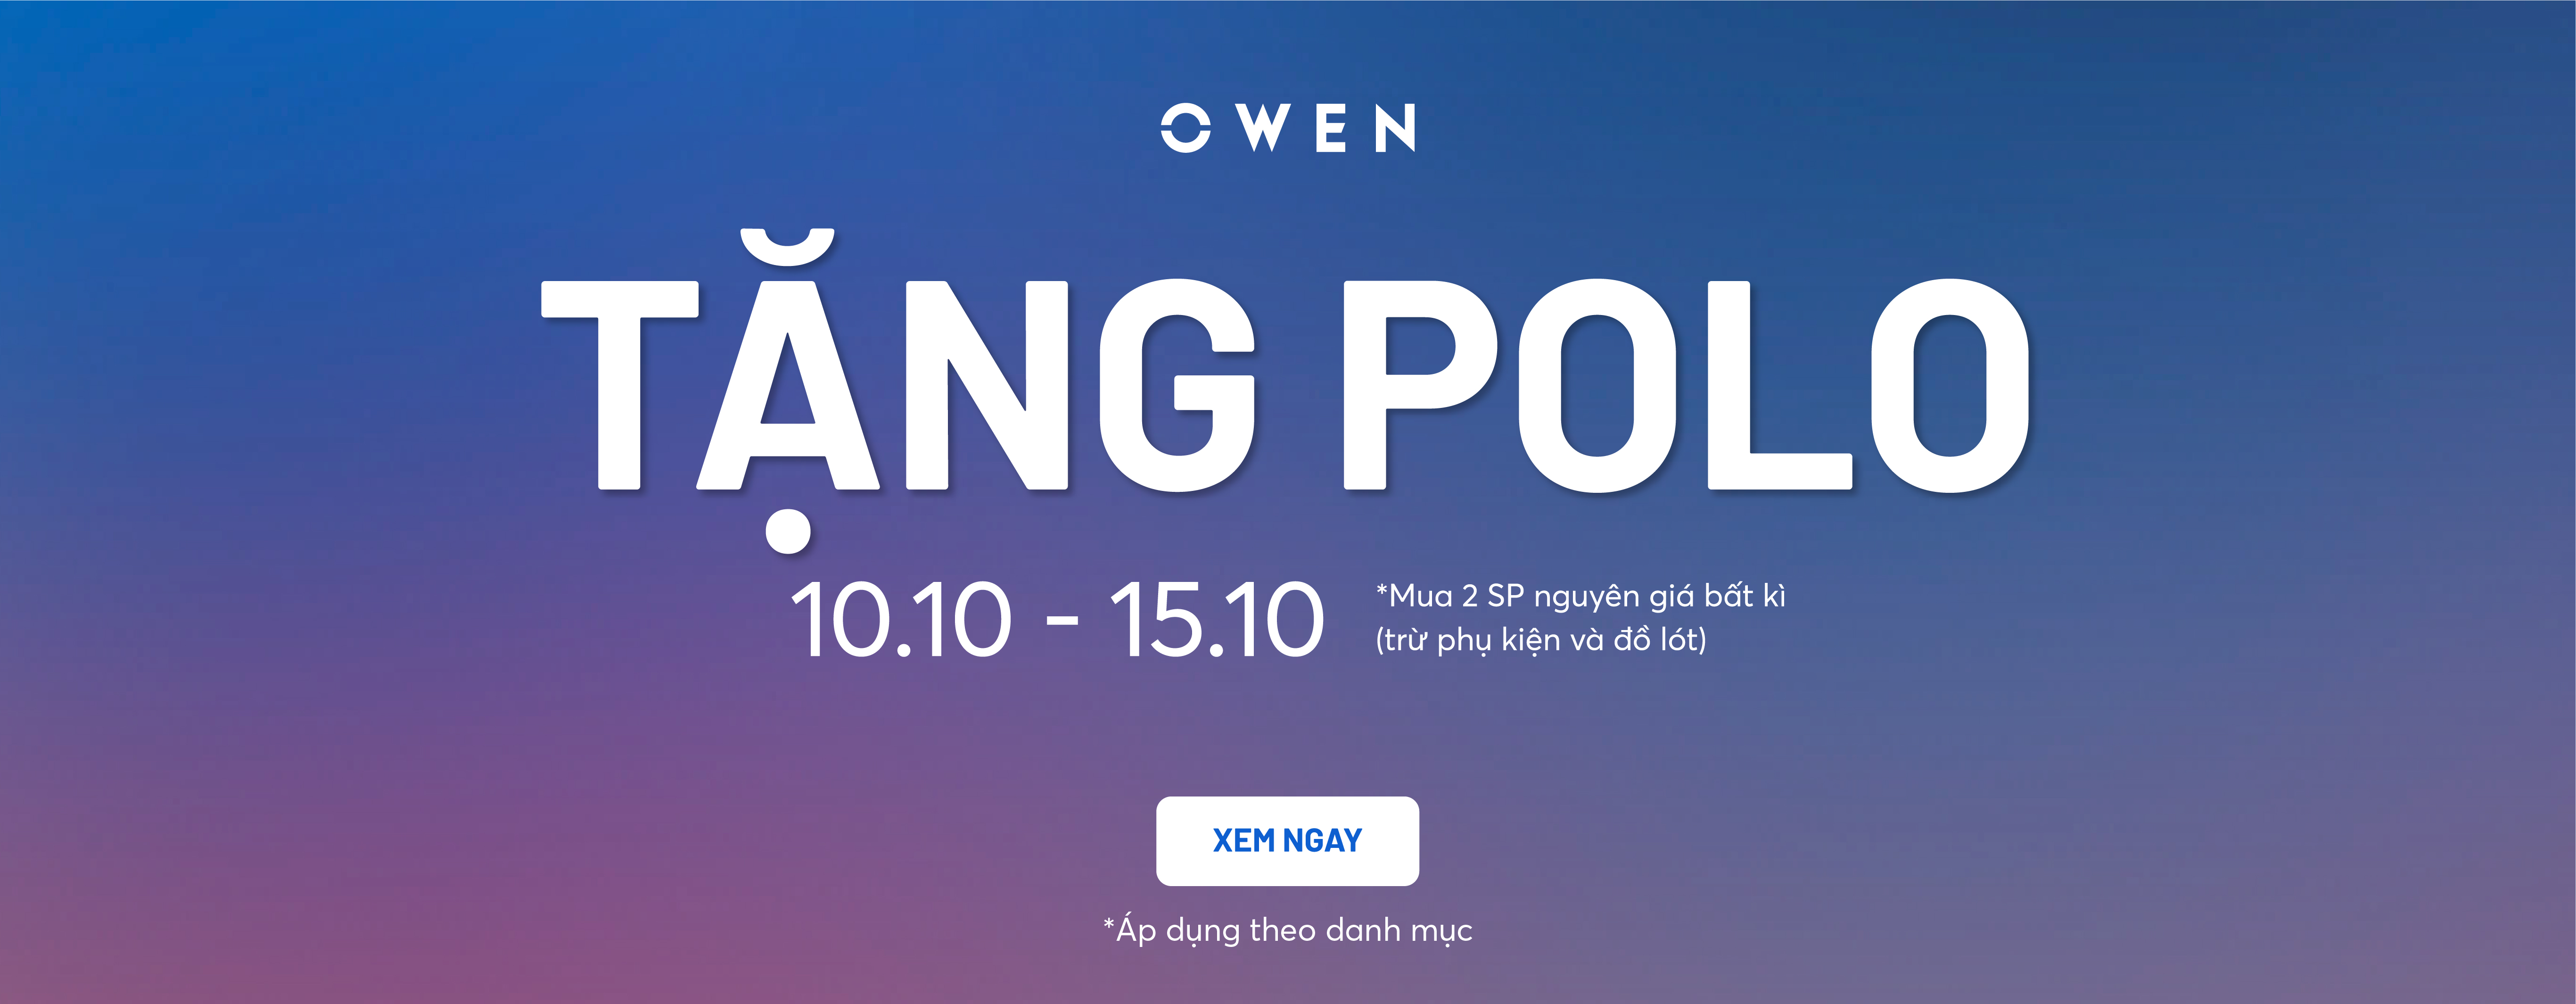 OWEN
TẶNG POLO
10.10 - 15.10
*Mua 2 SP nguyên giá bất kì
(trừ phụ kiện và đồ lót)
XEM NGAY
*Áp dụng theo danh mục